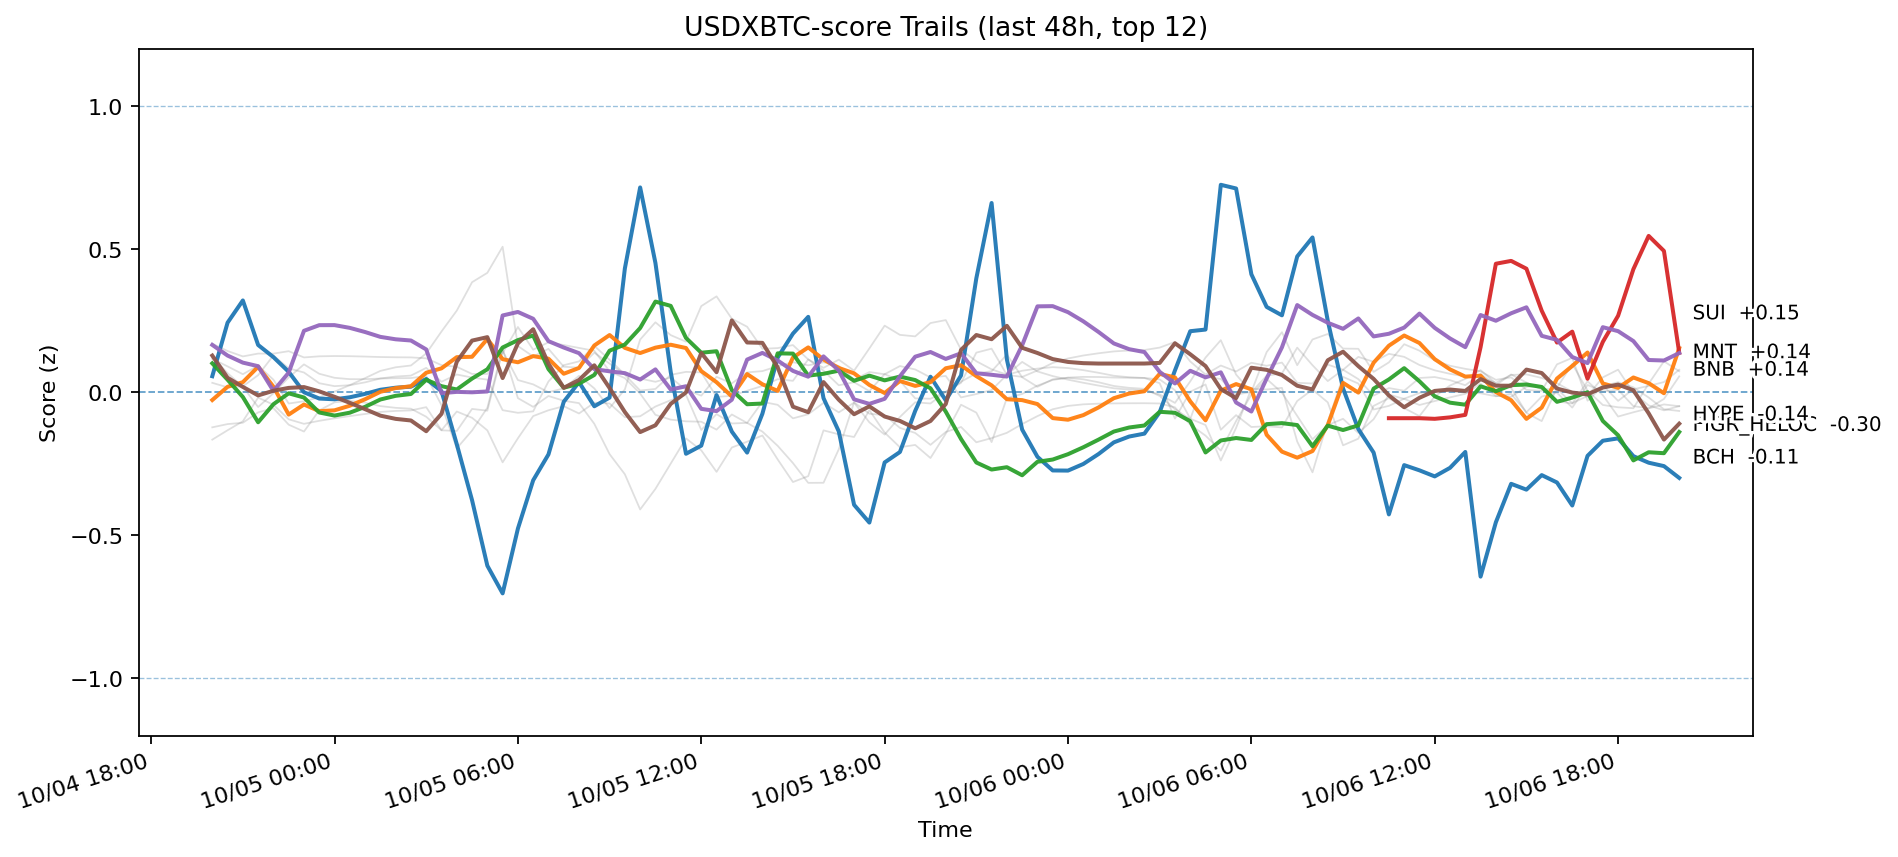 USDXBTC-score Trails (last 48h, top 12)
Score (z)
1.0
0.5
0.0
−0.5
−1.0
SUI +0.15
MNT +0.14
BNB +0.14
HYPE -0.14
FIGR_HELOC -0.30
BCH -0.11
10/04 18:00
10/05 00:00
10/05 06:00
10/05 12:00
10/05 18:00
10/06 00:00
10/06 06:00
10/06 12:00
10/06 18:00
Time